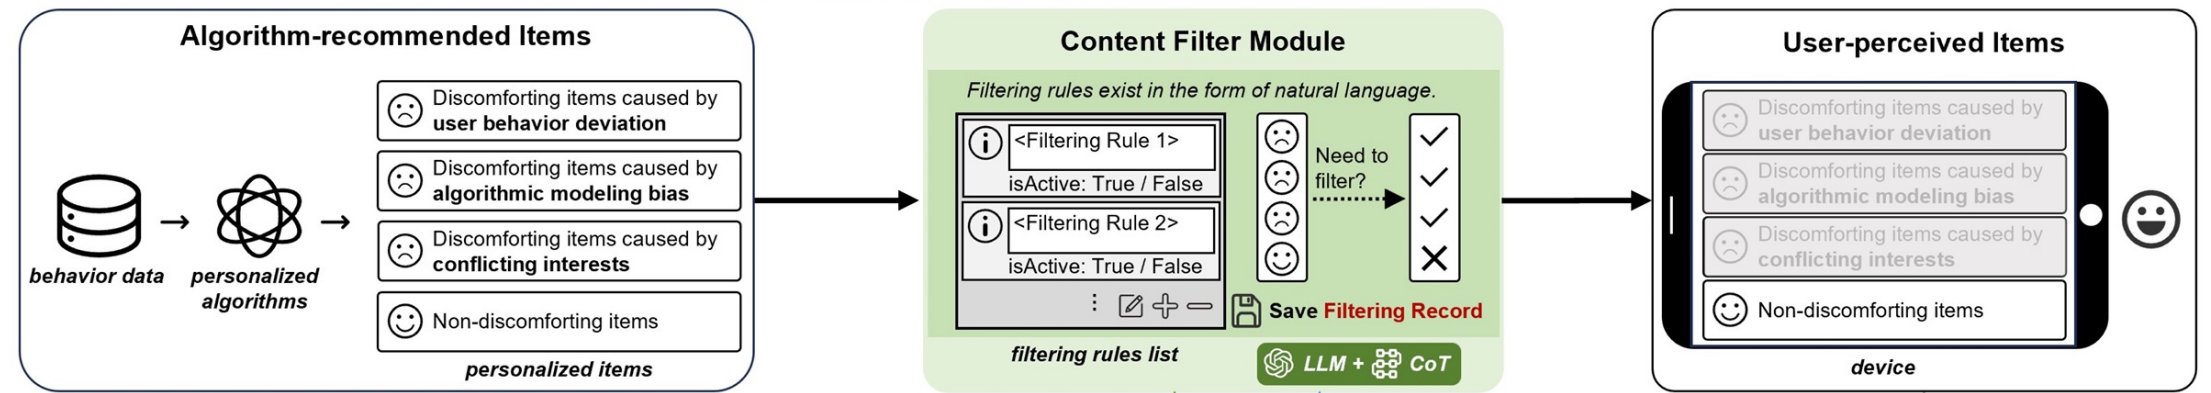 Algorithm-recommended Items
Discomforting items caused by
user behavior deviation
Discomforting items caused by
algorithmic modeling bias
Discomforting items caused by
conflicting interests
Non-discomforting items
behavior data
personalized
algorithms
personalized items
Content Filter Module
Filtering rules exist in the form of natural language.
<Filtering Rule 1>
isActive: True / False
<Filtering Rule 2>
isActive: True / False
filtering rules list
Need to
filter?
Save Filtering Record
LLM + CoT
User-perceived Items
Discomforting items caused by
user behavior deviation
Discomforting items caused by
algorithmic modeling bias
Discomforting items caused by
conflicting interests
Non-discomforting items
device